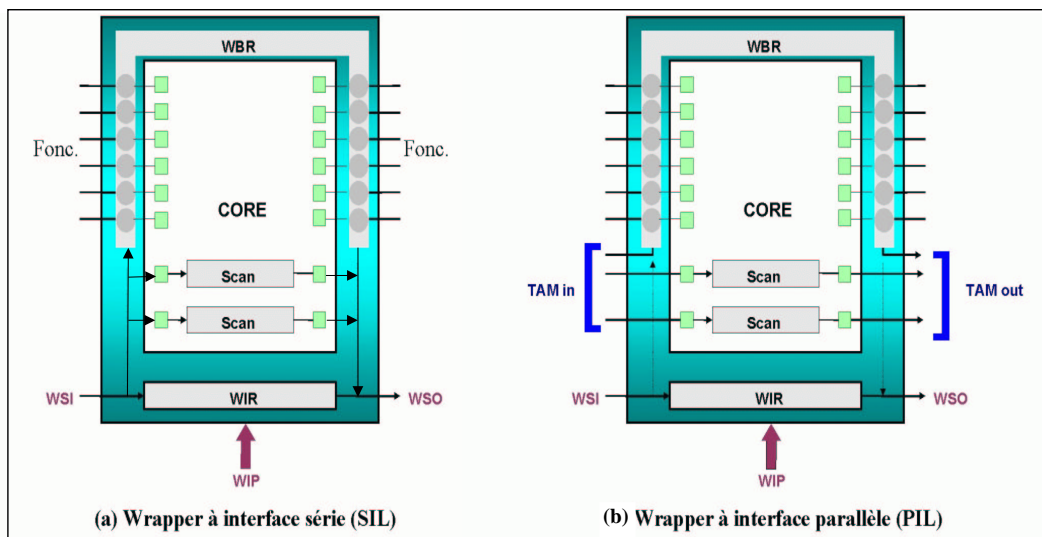 WBR
Fonc.
Fonc.
CORE
Scan
Scan
WSI
WIR
WSO
WIP
(a) Wrapper à interface série (SIL)
WBR
CORE
TAM in
Scan
TAM out
Scan
WSI
WIR
WSO
WIP
(b) Wrapper à interface parallèle (PIL)